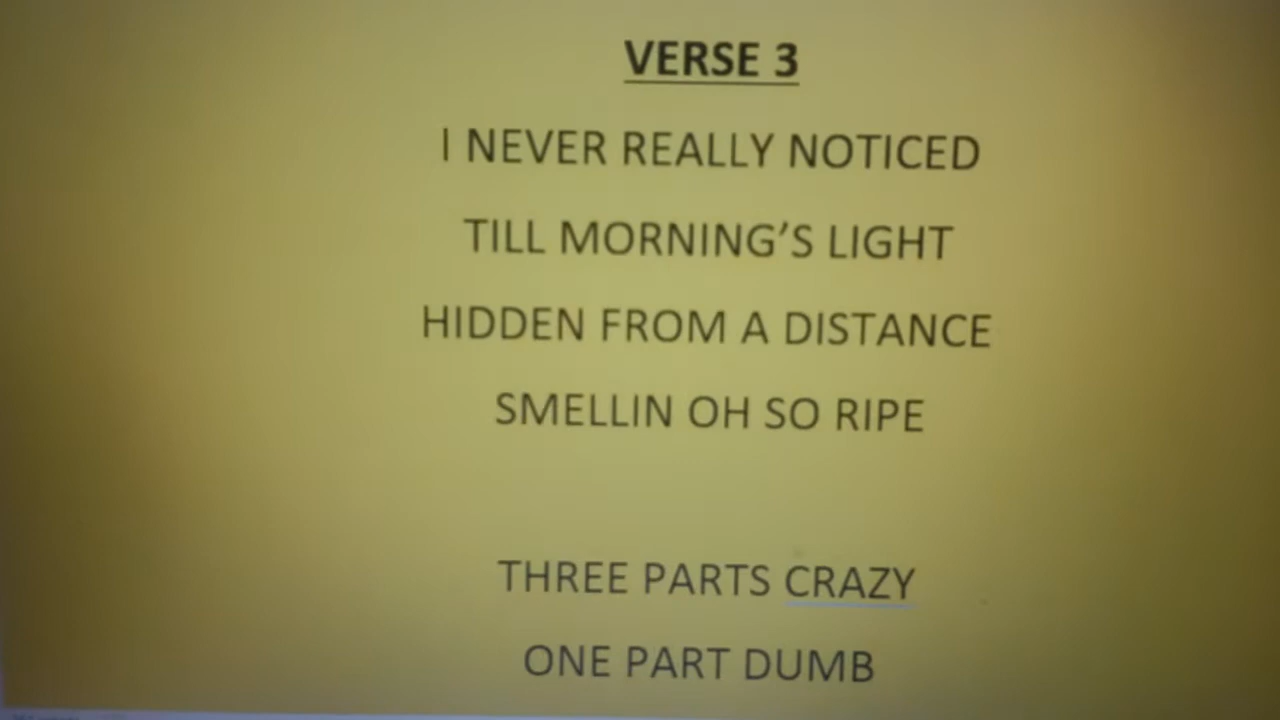 VERSE 3
I NEVER REALLY NOTICED
TILL MORNING’S LIGHT
HIDDEN FROM A DISTANCE
SMELLIN OH SO RIPE
THREE PARTS CRAZY
ONE PART DUMB